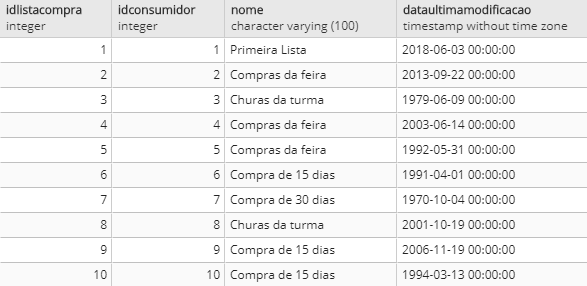 idlistacompra idconsumidor nome dataultimamodificacao
integer integer character varying (100) timestamp without time zone
1 1 Primeira Lista 2018-06-03 00:00:00
2 2 Compras da feira 2013-09-22 00:00:00
3 3 Churas da turma 1979-06-09 00:00:00
4 4 Compras da feira 2003-06-14 00:00:00
5 5 Compras da feira 1992-05-31 00:00:00
6 6 Compra de 15 dias 1991-04-01 00:00:00
7 7 Compra de 30 dias 1970-10-04 00:00:00
8 8 Churas da turma 2001-10-19 00:00:00
9 9 Compra de 15 dias 2006-11-19 00:00:00
10 10 Compra de 15 dias 1994-03-13 00:00:00